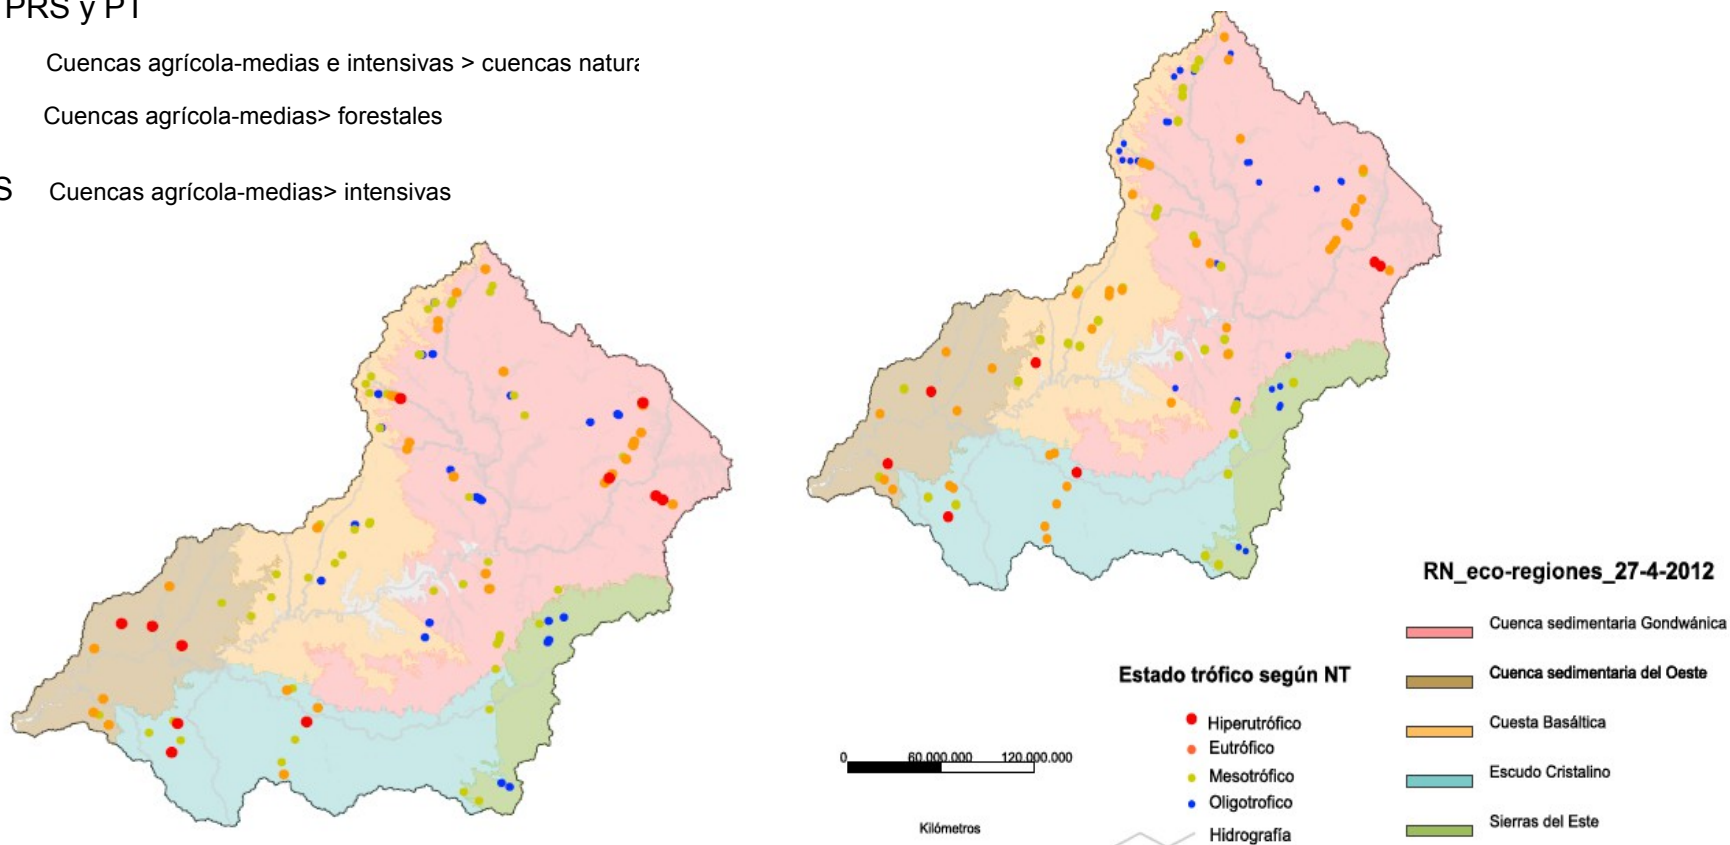 PRS y PT
Cuencas agrícola-medias e intensivas > cuencas
Cuencas agrícola-medias> forestales
S Cuencas agrícola-medias> intensivas
RN_eco-regiones_27-4-2012
Cuenca sedimentaria Gondwánica
Cuenca sedimentaria del Oeste
Cuesta Basáltica
Escudo Cristalino
Sierras del Este
Estado trófico según NT
Hiperutrófico
Eutrófico
Mesotrófico
Oligotrofico
Hidrografía
0 60.000.000 120.000.000
Kilómetros